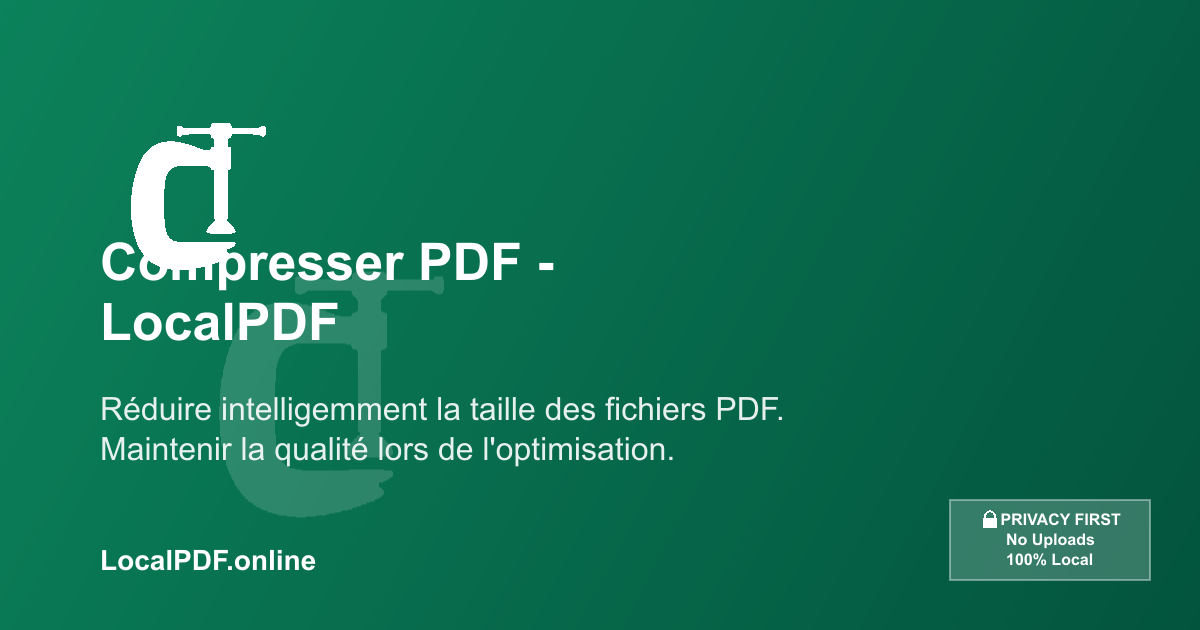 Compresser PDF -
LocalPDF
Réduire intelligemment la taille des fichiers PDF.
Maintenir la qualité lors de l'optimisation.
LocalPDF.online
PRIVACY FIRST
No Uploads
100% Local